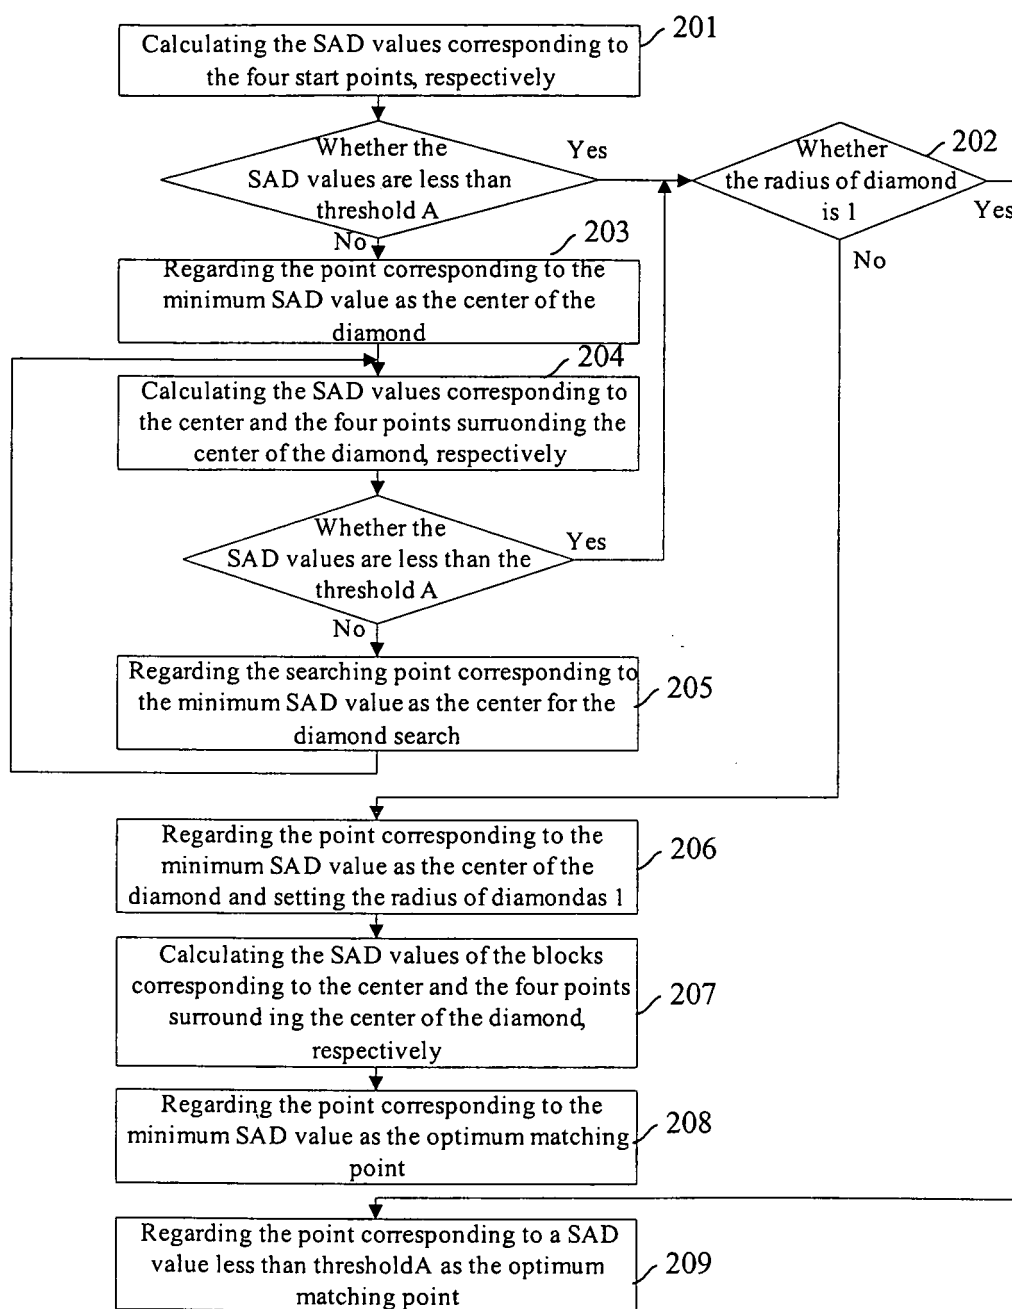 201
Calculating the SAD values corresponding to
the four start points, respectively
Whether the
SAD values are less than
threshold A
Yes
No
202
Whether
the radius of diamond
is 1
Yes
No
203
Regarding the point corresponding to the
minimum SAD value as the center of the
diamond
204
Calculating the SAD values corresponding to
the center and the four points surruonding the
center of the diamond, respectively
Whether the
SAD values are less than the
threshold A
Yes
No
Regarding the searching point corresponding to
the minimum SAD value as the center for the
diamond search
205
Regarding the point corresponding to the
minimum SAD value as the center of the
diamond and setting the radius of diamondas 1
206
Calculating the SAD values of the blocks
corresponding to the center and the four points
surround ing the center of the diamond,
respectively
207
Regarding the point corresponding to the
minimum SAD value as the optimum matching
point
208
Regarding the point corresponding to a SAD
value less than thresholdA as the optimum
matching point
209